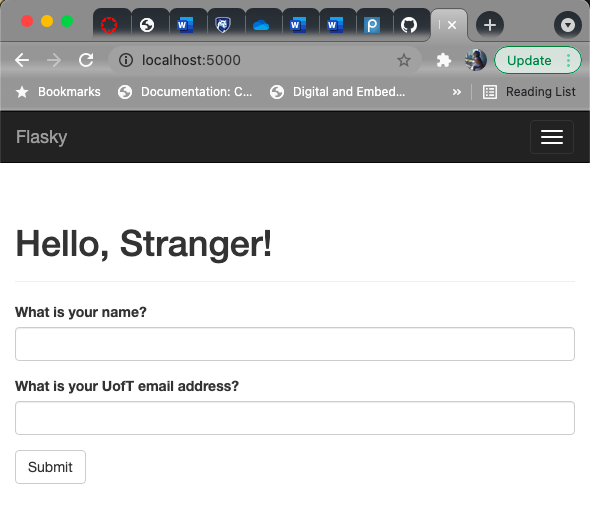 localhost:5000
Update
Bookmarks
Documentation: C...
Digital and Embed...
»
Reading List
Flasky
Hello, Stranger!
What is your name?
What is your UofT email address?
Submit